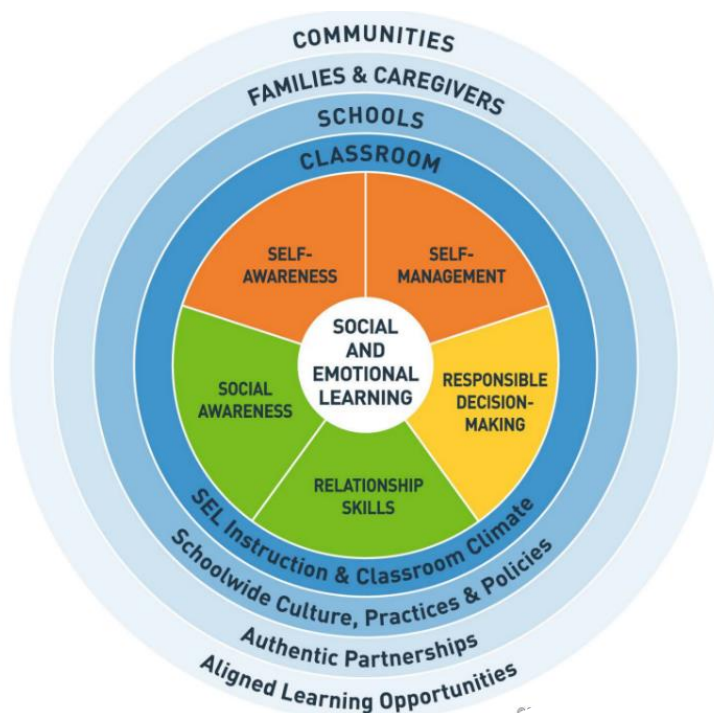 COMMUNITIES
FAMILIES & CAREGIVERS
SCHOOLS
CLASSROOM
SELF-
AWARENESS
SELF-
MANAGEMENT
SOCIAL
AND
EMOTIONAL
LEARNING
SOCIAL
AWARENESS
RESPONSIBLE
DECISION-
MAKING
RELATIONSHIP
SKILLS
SEL Instruction & Classroom Climate
Schoolwide Culture, Practices & Policies
Authentic Partnerships
Aligned Learning Opportunities